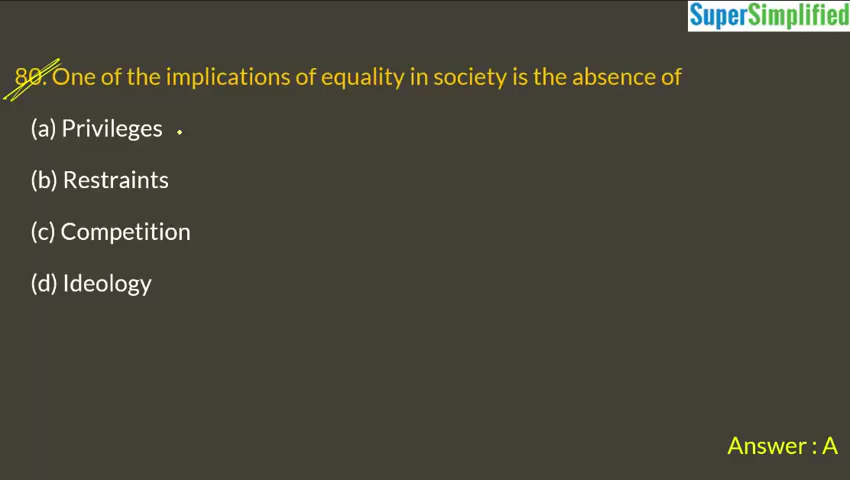 SuperSimplified
80. One of the implications of equality in society is the absence of
(a) Privileges
(b) Restraints
(c) Competition
(d) Ideology
Answer : A